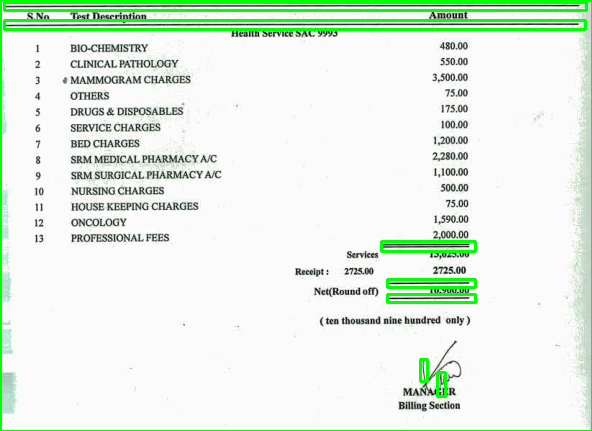 S.No Test Description Amount
Health Service SAC 9993
1 BIO-CHEMISTRY 480.00
2 CLINICAL PATHOLOGY 550.00
3 MAMMOGRAM CHARGES 3,500.00
4 OTHERS 75.00
5 DRUGS & DISPOSABLES 175.00
6 SERVICE CHARGES 100.00
7 BED CHARGES 1,200.00
8 SRM MEDICAL PHARMACY A/C 2,280.00
9 SRM SURGICAL PHARMACY A/C 1,100.00
10 NURSING CHARGES 500.00
11 HOUSE KEEPING CHARGES 75.00
12 ONCOLOGY 1,590.00
13 PROFESSIONAL FEES 2,000.00
Services 13,625.00
Receipt : 2725.00 2725.00
Net(Round off) 10,900.00
( ten thousand nine hundred only )
MANAGER
Billing Section